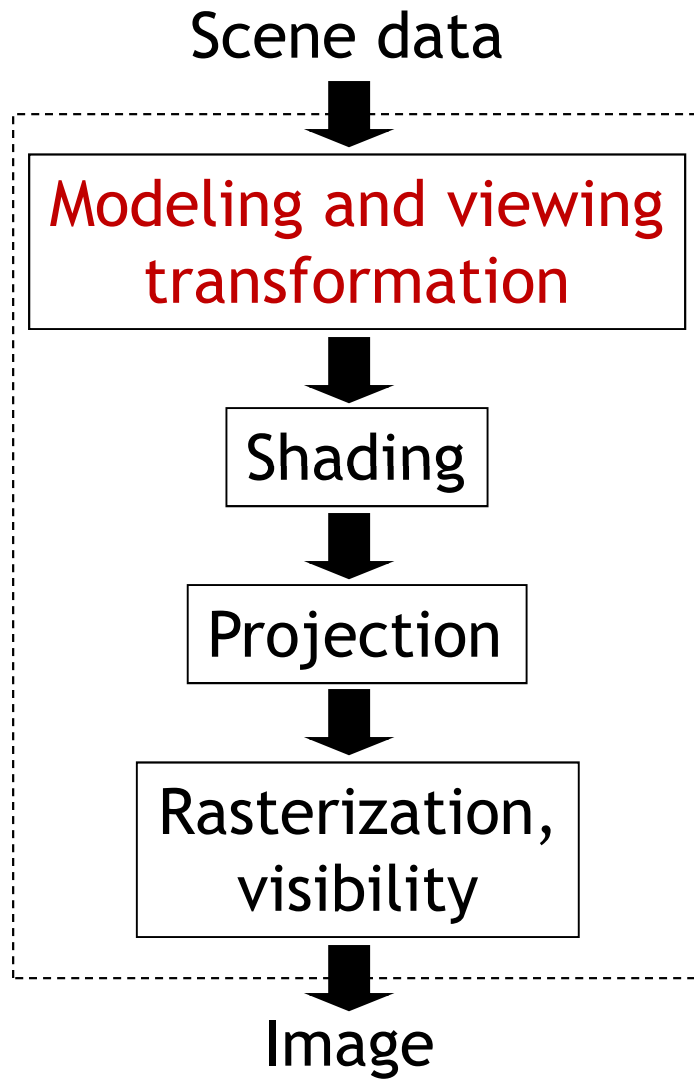 Scene data
Modeling and viewing
transformation
Shading
Projection
Rasterization,
visibility
Image